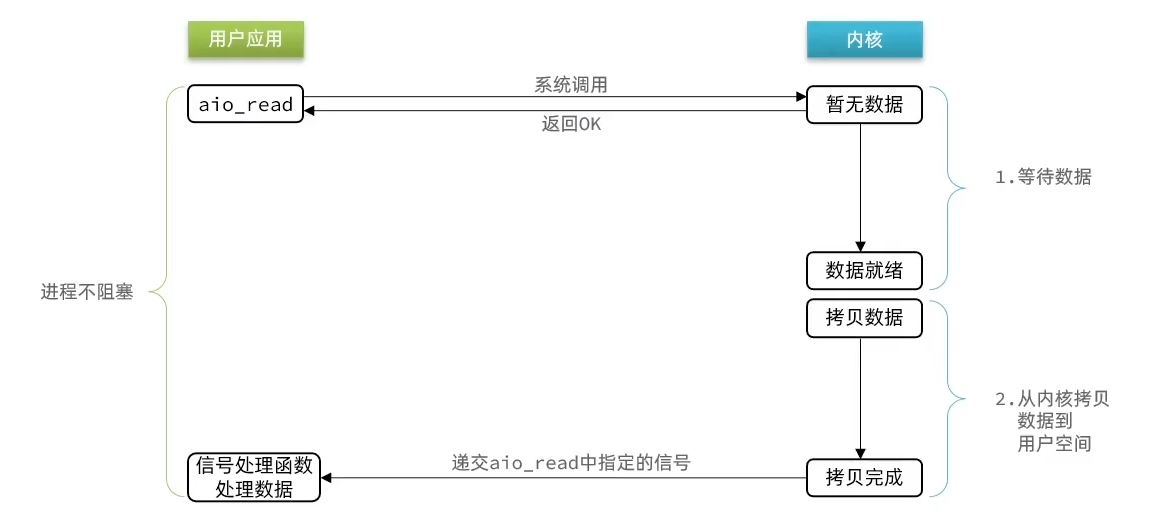 用户应用
内核
aio_read
系统调用
暂无数据
返回OK
1.等待数据
数据就绪
进程不阻塞
拷贝数据
2.从内核拷贝
数据到
用户空间
信号处理函数
处理数据
递交aio_read中指定的信号
拷贝完成